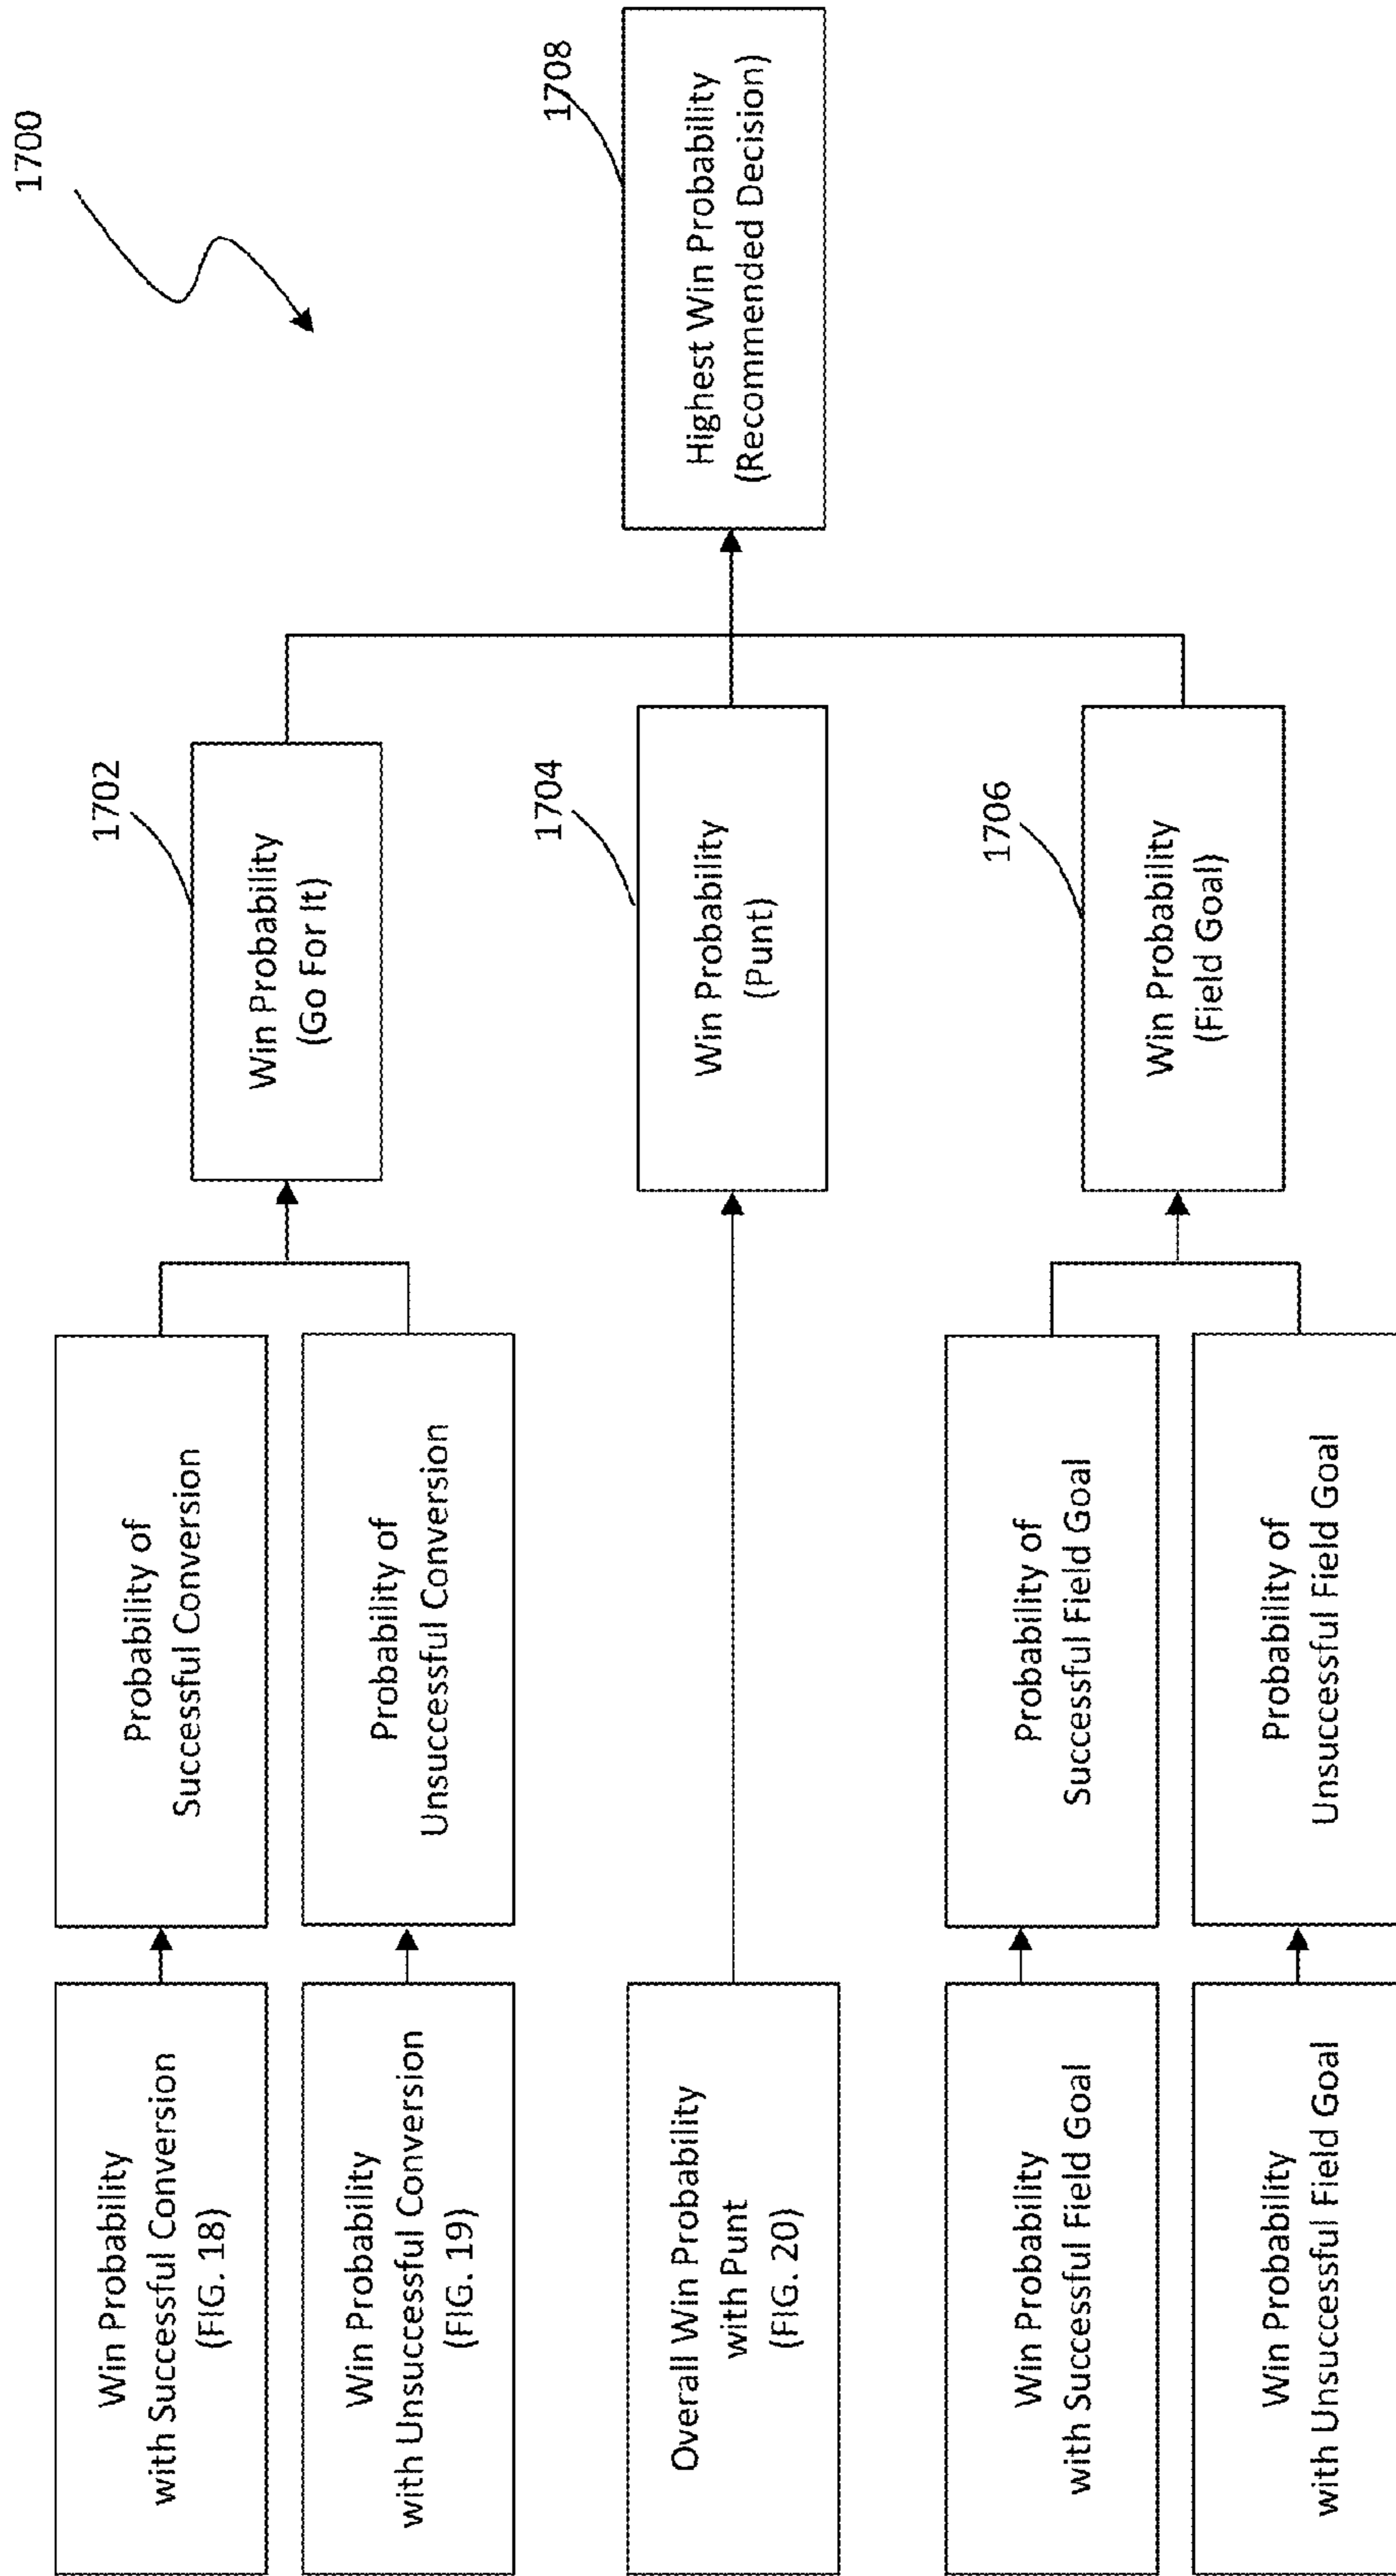 1700
Win Probability
with Successful Conversion
(FIG. 18)
Probability of
Successful Conversion
Win Probability
with Unsuccessful Conversion
(FIG. 19)
Probability of
Unsuccessful Conversion
1702
Win Probability
(Go For It)
Overall Win Probability
with Punt
(FIG. 20)
1704
Win Probability
(Punt)
1708
Highest Win Probability
(Recommended Decision)
Win Probability
with Successful Field Goal
Probability of
Successful Field Goal
Win Probability
with Unsuccessful Field Goal
Probability of
Unsuccessful Field Goal
1706
Win Probability
(Field Goal)